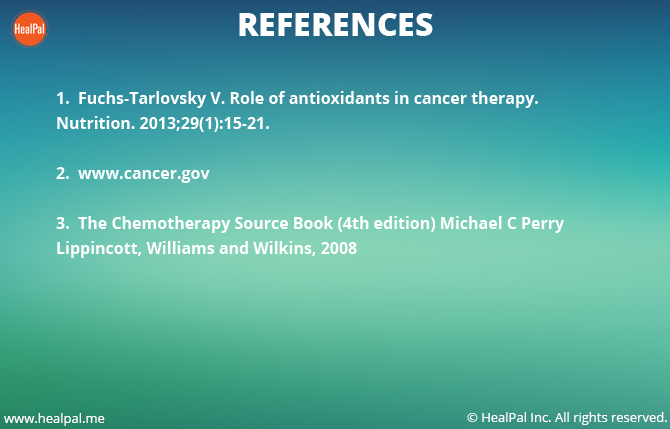 HealPal
REFERENCES
1. Fuchs-Tarlovsky V. Role of antioxidants in cancer therapy.
Nutrition. 2013;29(1):15-21.
2. www.cancer.gov
3. The Chemotherapy Source Book (4th edition) Michael C Perry
Lippincott, Williams and Wilkins, 2008
www.healpal.me
© HealPal Inc. All rights reserved.